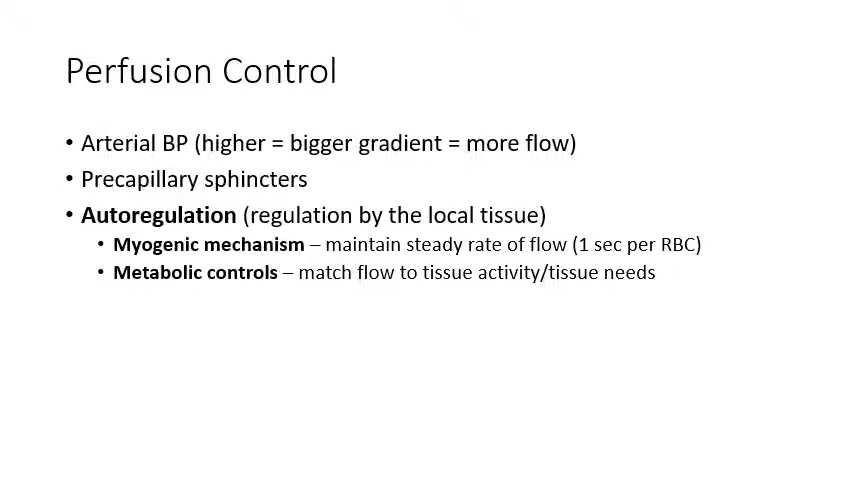 Perfusion Control
• Arterial BP (higher = bigger gradient = more flow)
• Precapillary sphincters
• Autoregulation (regulation by the local tissue)
• Myogenic mechanism – maintain steady rate of flow (1 sec per RBC)
• Metabolic controls – match flow to tissue activity/tissue needs